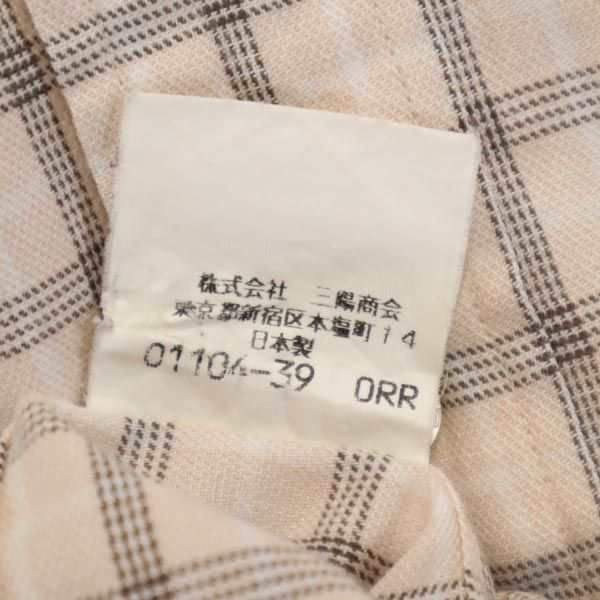 株式会社 三陽商会
東京都新宿区本塩町14
日本製
01104-39 0RR